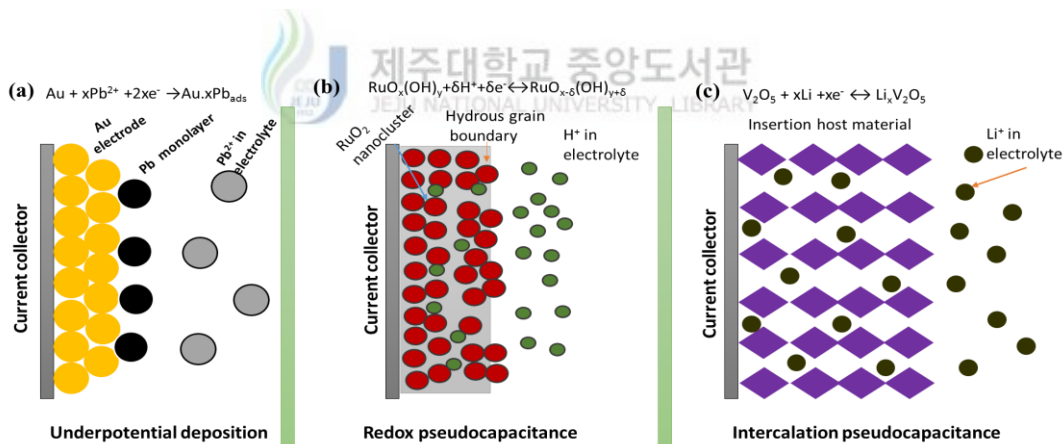 제주대학교 중앙도서관
JEJU NATIONAL UNIVERSITY LIBRARY
(a) Au + xPb²⁺ +2xe⁻ →Au.xPb_ads
Au
electrode
Pb monolayer
Pb²⁺ in
electrolyte
Current collector
Underpotential deposition
(b) RuOₓ(OH)ᵧ+δH⁺+δe⁻↔RuOₓ₋δ(OH)ᵧ₊δ
RuO₂
nanocluster
Hydrous grain
boundary
H⁺ in
electrolyte
Current collector
Redox pseudocapacitance
(c) V₂O₅ + xLi +xe⁻ ↔ LiₓV₂O₅
Insertion host material
Li⁺ in
electrolyte
Current collector
Intercalation pseudocapacitance